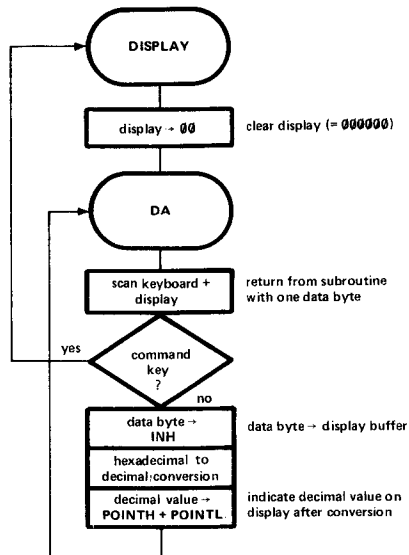 DISPLAY
display → 00
clear display (= 000000)
DA
scan keyboard +
display
return from subroutine
with one data byte
yes
command
key
?
no
data byte →
INH
data byte → display buffer
hexadecimal to
decimal conversion
decimal value →
POINTH + POINTL
indicate decimal value on
display after conversion